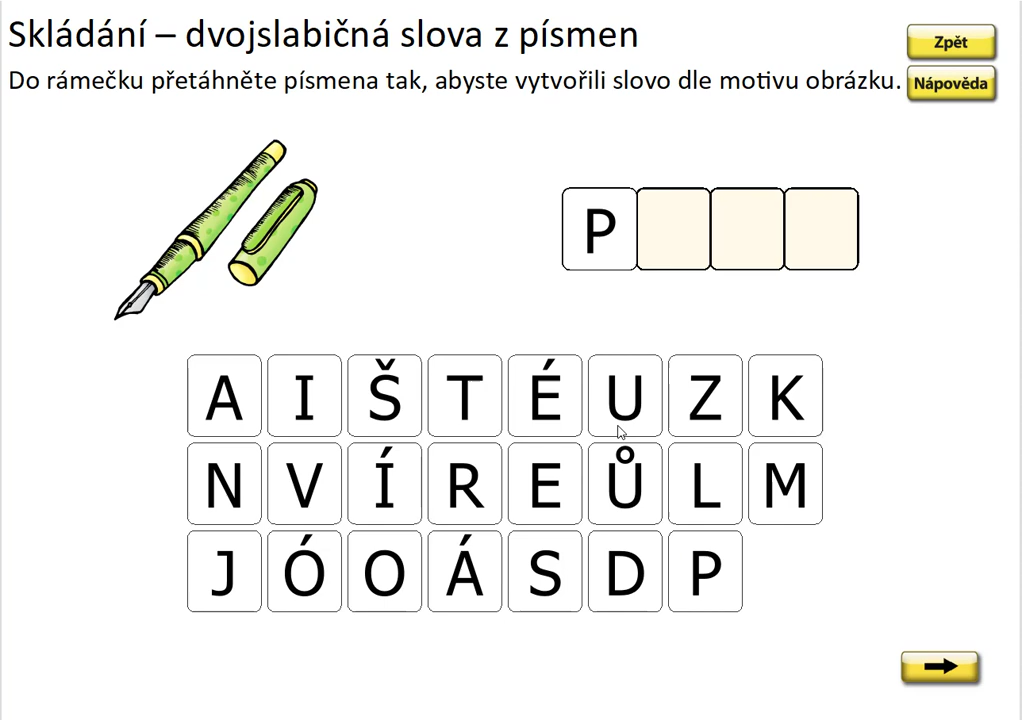 Skládání – dvojslabičná slova z písmen
Zpět
Do rámečku přetáhněte písmena tak, abyste vytvořili slovo dle motivu obrázku.
Nápověda
P
A I Š T É U Z K
N V Í R E Ů L M
J Ó O Á S D P